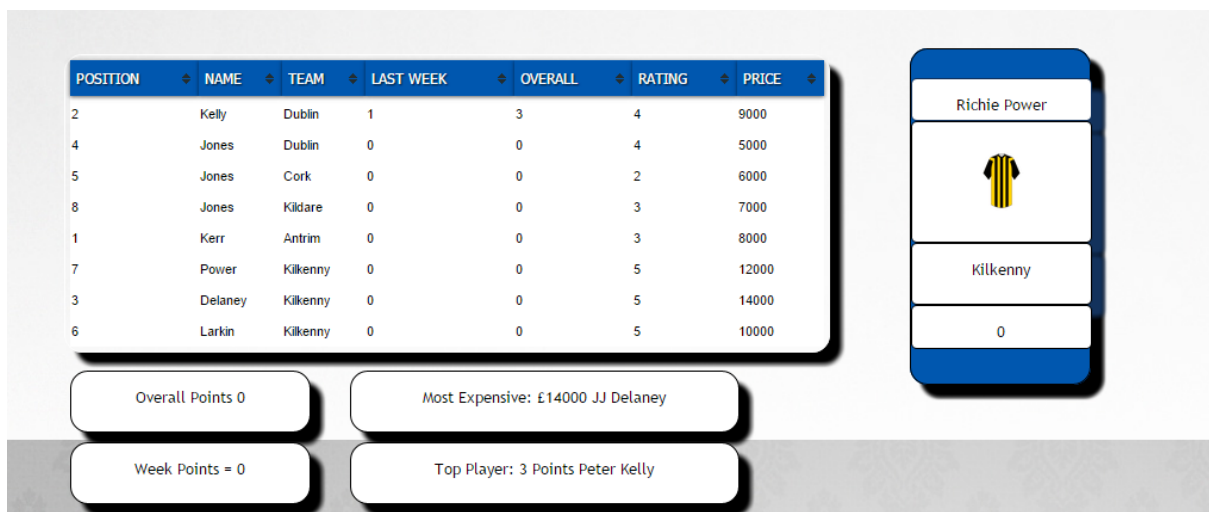 POSITION NAME TEAM LAST WEEK OVERALL RATING PRICE
2 Kelly Dublin 1 3 4 9000
4 Jones Dublin 0 0 4 5000
5 Jones Cork 0 0 2 6000
8 Jones Kildare 0 0 3 7000
1 Kerr Antrim 0 0 3 8000
7 Power Kilkenny 0 0 5 12000
3 Delaney Kilkenny 0 0 5 14000
6 Larkin Kilkenny 0 0 5 10000
Overall Points 0
Most Expensive: £14000 JJ Delaney
Week Points = 0
Top Player: 3 Points Peter Kelly
Richie Power
Kilkenny
0